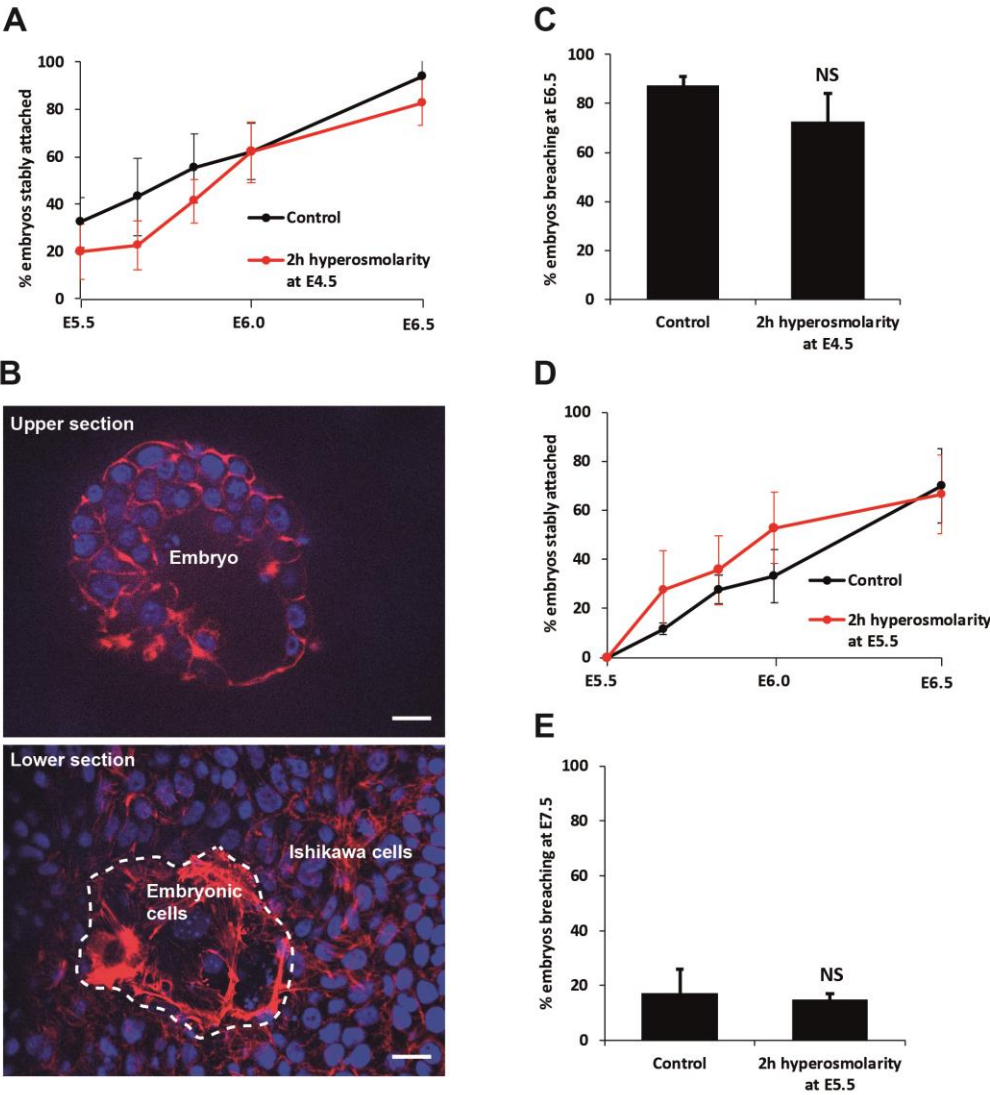 A
% embryos stably attached
100
80
60
40
20
0
E5.5
E6.0
E6.5
Control
2h hyperosmolarity
at E4.5
B
Upper section
Embryo
Lower section
Ishikawa cells
Embryonic
cells
C
% embryos breaching at E6.5
100
80
60
40
20
0
NS
Control
2h hyperosmolarity
at E4.5
D
% embryos stably attached
100
80
60
40
20
0
E5.5
E6.0
E6.5
Control
2h hyperosmolarity
at E5.5
E
% embryos breaching at E7.5
100
80
60
40
20
0
NS
Control
2h hyperosmolarity
at E5.5